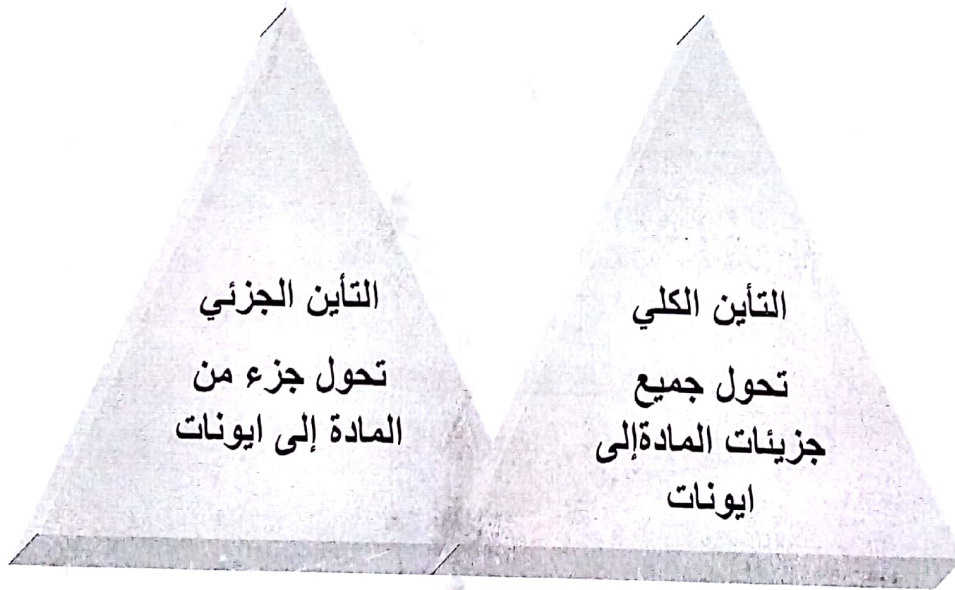 التأين الكلي
تحول جميع
جزيئات المادةإلى
ايونات
التأين الجزئي
تحول جزء من
المادة إلى ايونات